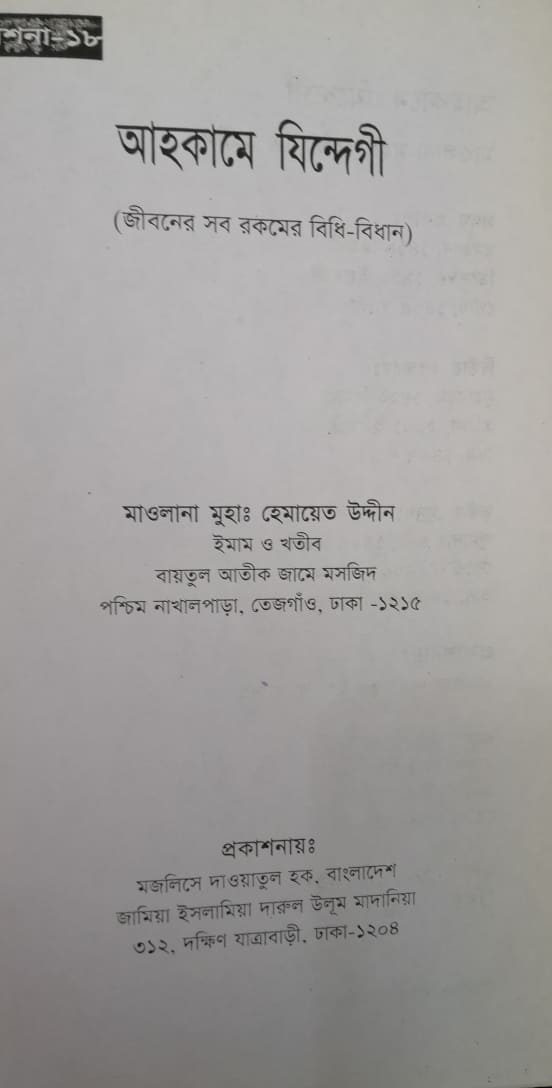 শনা-১৮
আহকামে যিন্দেগী
(জীবনের সব রকমের বিধি-বিধান)
মাওলানা মুহাঃ হেমায়েত উদ্দীন
ইমাম ও খতীব
বায়তুল আতীক জামে মসজিদ
পশ্চিম নাখালপাড়া, তেজগাঁও, ঢাকা -১২১৫
প্রকাশনায়ঃ
মজলিসে দাওয়াতুল হক, বাংলাদেশ
জামিয়া ইসলামিয়া দারুল উলূম মাদানিয়া
৩১২, দক্ষিণ যাত্রাবাড়ী, ঢাকা-১২০৪